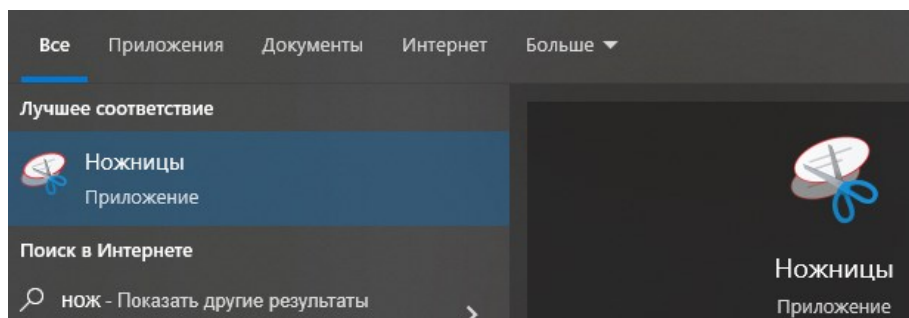 Все Приложения Документы Интернет Больше
Лучшее соответствие
Ножницы
Приложение
Поиск в Интернете
нож - Показать другие результаты
Ножницы
Приложение